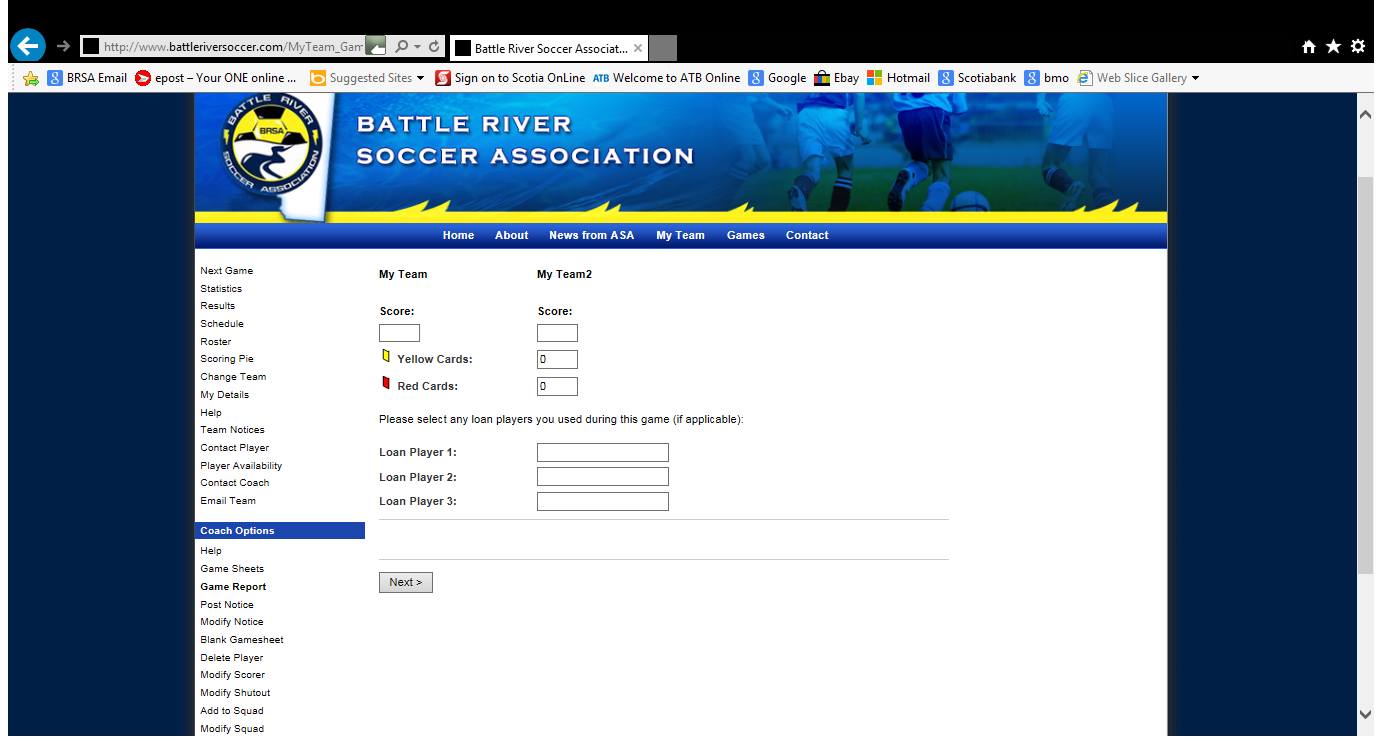 http://www.battleriversoccer.com/MyTeam_Gam
Battle River Soccer Associat...
BRSA Email epost – Your ONE online ... Suggested Sites Sign on to Scotia OnLine ATB Welcome to ATB Online Google Ebay Hotmail Scotiabank bmo Web Slice Gallery
BATTLE RIVER
BRSA
SOCCER ASSOCIATION
BATTLE RIVER
SOCCER ASSOCIATION
Home About News from ASA My Team Games Contact
Next Game
Statistics
Results
Schedule
Roster
Scoring Pie
Change Team
My Details
Help
Team Notices
Contact Player
Player Availability
Contact Coach
Email Team
Coach Options
Help
Game Sheets
Game Report
Post Notice
Modify Notice
Blank Gamesheet
Delete Player
Modify Scorer
Modify Shutout
Add to Squad
Modify Squad
My Team My Team2
Score: Score:
Yellow Cards: 0
Red Cards: 0
Please select any loan players you used during this game (if applicable):
Loan Player 1:
Loan Player 2:
Loan Player 3:
Next >